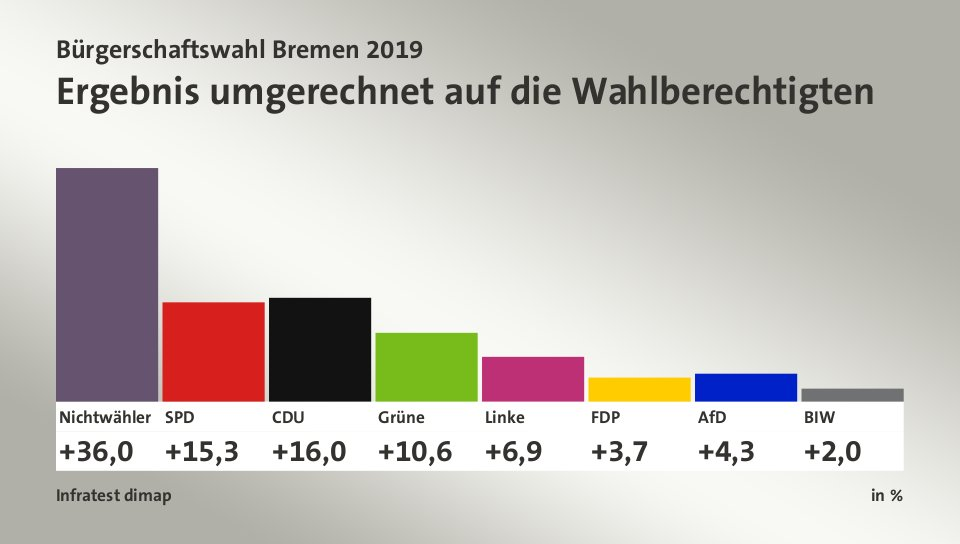 Bürgerschaftswahl Bremen 2019
Ergebnis umgerechnet auf die Wahlberechtigten
Nichtwähler SPD CDU Grüne Linke FDP AfD BIW
+36,0 +15,3 +16,0 +10,6 +6,9 +3,7 +4,3 +2,0
Infratest dimap in %